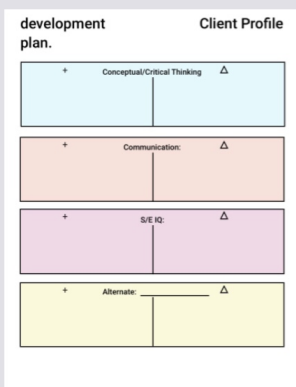 development Client Profile
plan.
+ Conceptual/Critical Thinking Δ
+ Communication: Δ
+ S/E IQ: Δ
+ Alternate: ____________ Δ